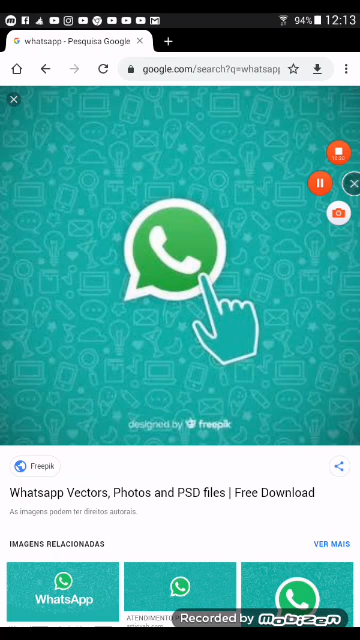 94% 12:13
whatsapp - Pesquisa Google
google.com/search?q=whatsapp
designed by freepik
Freepik
Whatsapp Vectors, Photos and PSD files | Free Download
As imagens podem ter direitos autorais.
IMAGENS RELACIONADAS
VER MAIS
WhatsApp
ATENDIMENTO
Recorded by mobizen